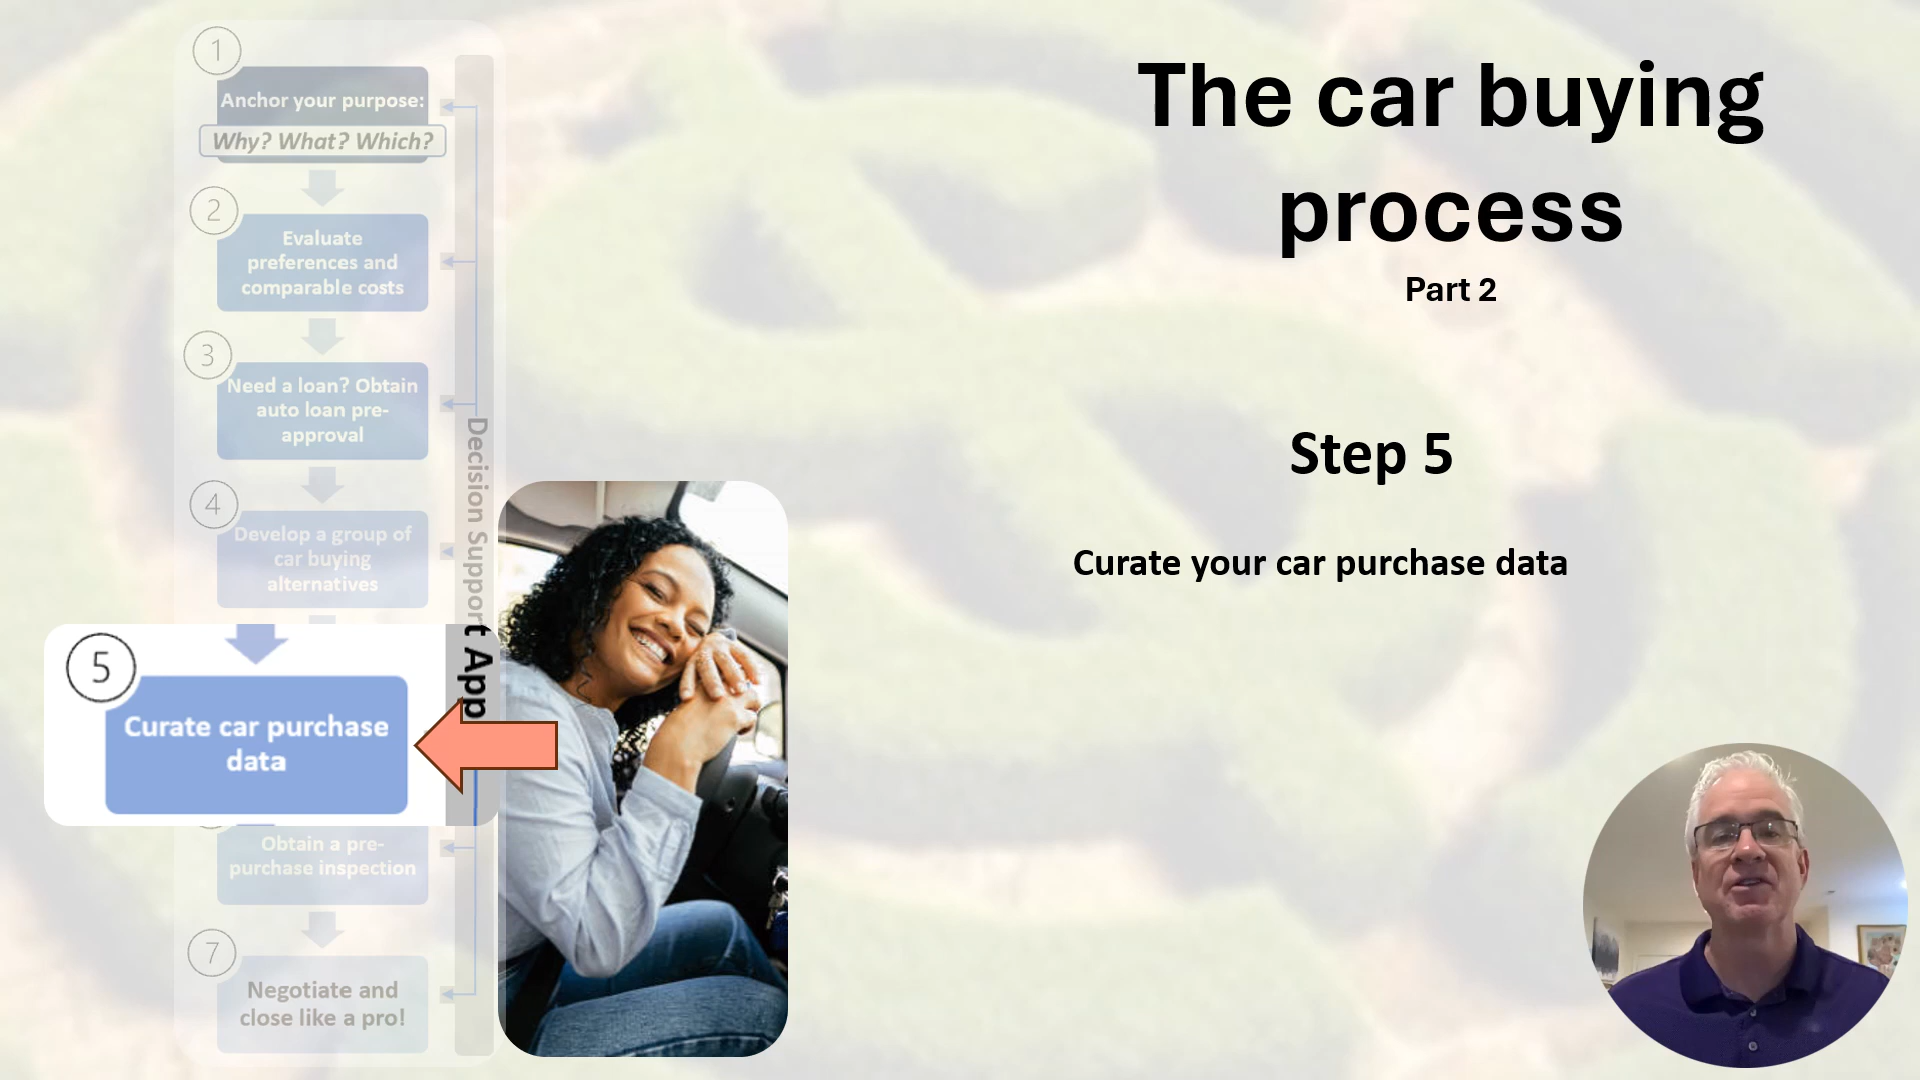 The car buying
process
Part 2
Step 5
Curate your car purchase data
1
Anchor your purpose:
Why? What? Which?
2
Evaluate
preferences and
comparable costs
3
Need a loan? Obtain
auto loan pre-
approval
4
Develop a group of
car buying
alternatives
5
Curate car purchase
data
Obtain a pre-
purchase inspection
7
Negotiate and
close like a pro!
Decision Support App